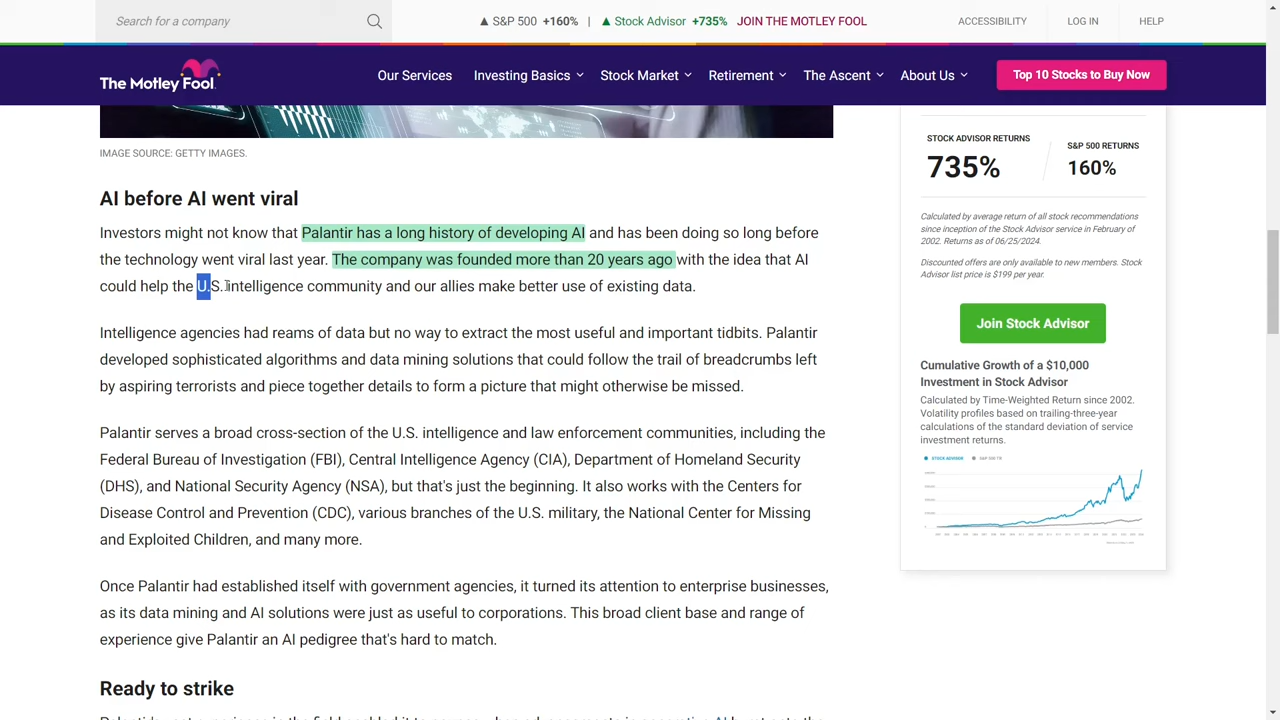 Search for a company
▲ S&P 500 +160% | ▲ Stock Advisor +735% JOIN THE MOTLEY FOOL
ACCESSIBILITY LOG IN HELP
The Motley Fool
Our Services Investing Basics Stock Market Retirement The Ascent About Us Top 10 Stocks to Buy Now
IMAGE SOURCE: GETTY IMAGES.
AI before AI went viral
Investors might not know that Palantir has a long history of developing AI and has been doing so long before
the technology went viral last year. The company was founded more than 20 years ago with the idea that AI
could help the U.S. intelligence community and our allies make better use of existing data.
Intelligence agencies had reams of data but no way to extract the most useful and important tidbits. Palantir
developed sophisticated algorithms and data mining solutions that could follow the trail of breadcrumbs left
by aspiring terrorists and piece together details to form a picture that might otherwise be missed.
Palantir serves a broad cross-section of the U.S. intelligence and law enforcement communities, including the
Federal Bureau of Investigation (FBI), Central Intelligence Agency (CIA), Department of Homeland Security
(DHS), and National Security Agency (NSA), but that's just the beginning. It also works with the Centers for
Disease Control and Prevention (CDC), various branches of the U.S. military, the National Center for Missing
and Exploited Children, and many more.
Once Palantir had established itself with government agencies, it turned its attention to enterprise businesses,
as its data mining and AI solutions were just as useful to corporations. This broad client base and range of
experience give Palantir an AI pedigree that's hard to match.
Ready to strike
STOCK ADVISOR RETURNS
735%
S&P 500 RETURNS
160%
Calculated by average return of all stock recommendations
since inception of the Stock Advisor service in February of
2002. Returns as of 06/25/2024.
Discounted offers are only available to new members. Stock
Advisor list price is $199 per year.
Join Stock Advisor
Cumulative Growth of a $10,000
Investment in Stock Advisor
Calculated by Time-Weighted Return since 2002.
Volatility profiles based on trailing-three-year
calculations of the standard deviation of service
investment returns.
STOCK ADVISOR S&P 500 TR